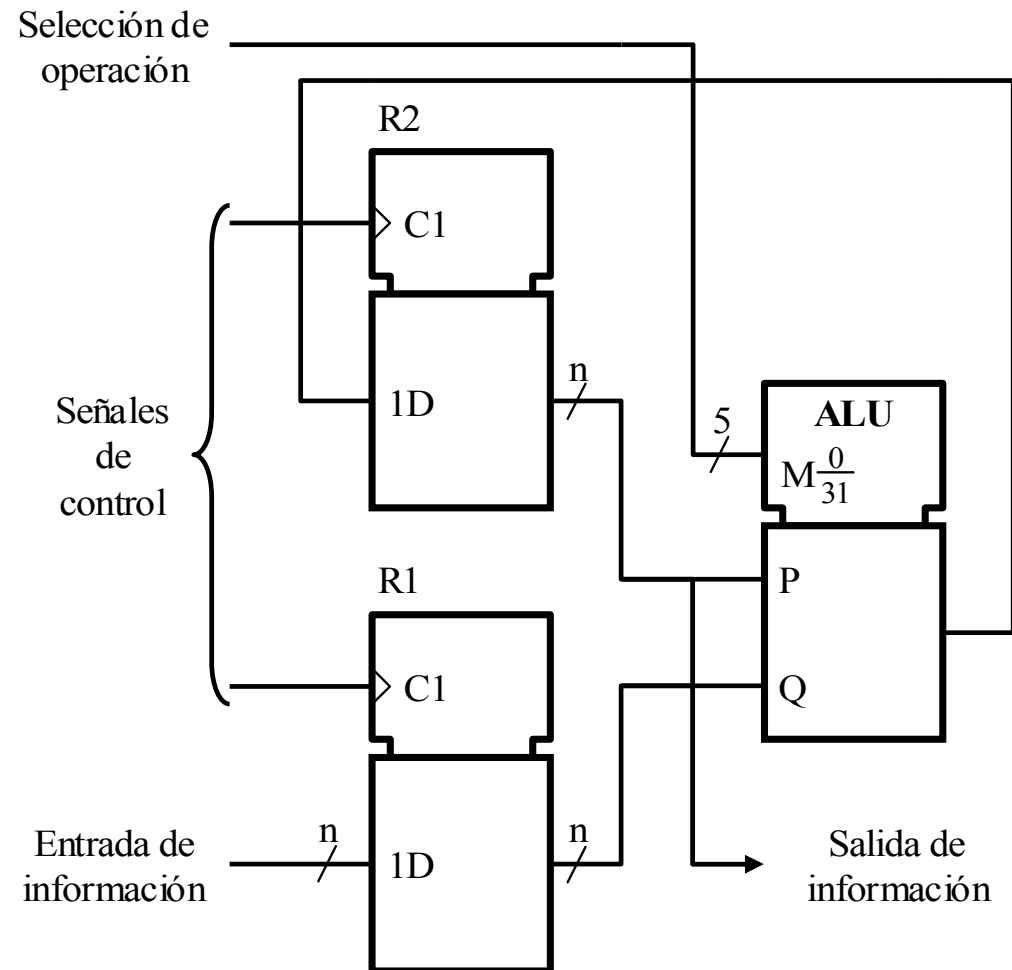 Selección de
operación
R2
C1
1D
n
Señales
de
control
5
ALU
M 0
31
P
Q
R1
C1
Entrada de
información
n
1D
n
Salida de
información